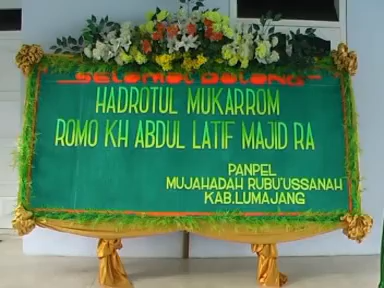 Selamat Datang
HADROTUL MUKARROM
ROMO KH ABDUL LATIF MAJID RA
PANPEL
MUJAHADAH RUBU'USSANAH
KAB.LUMAJANG